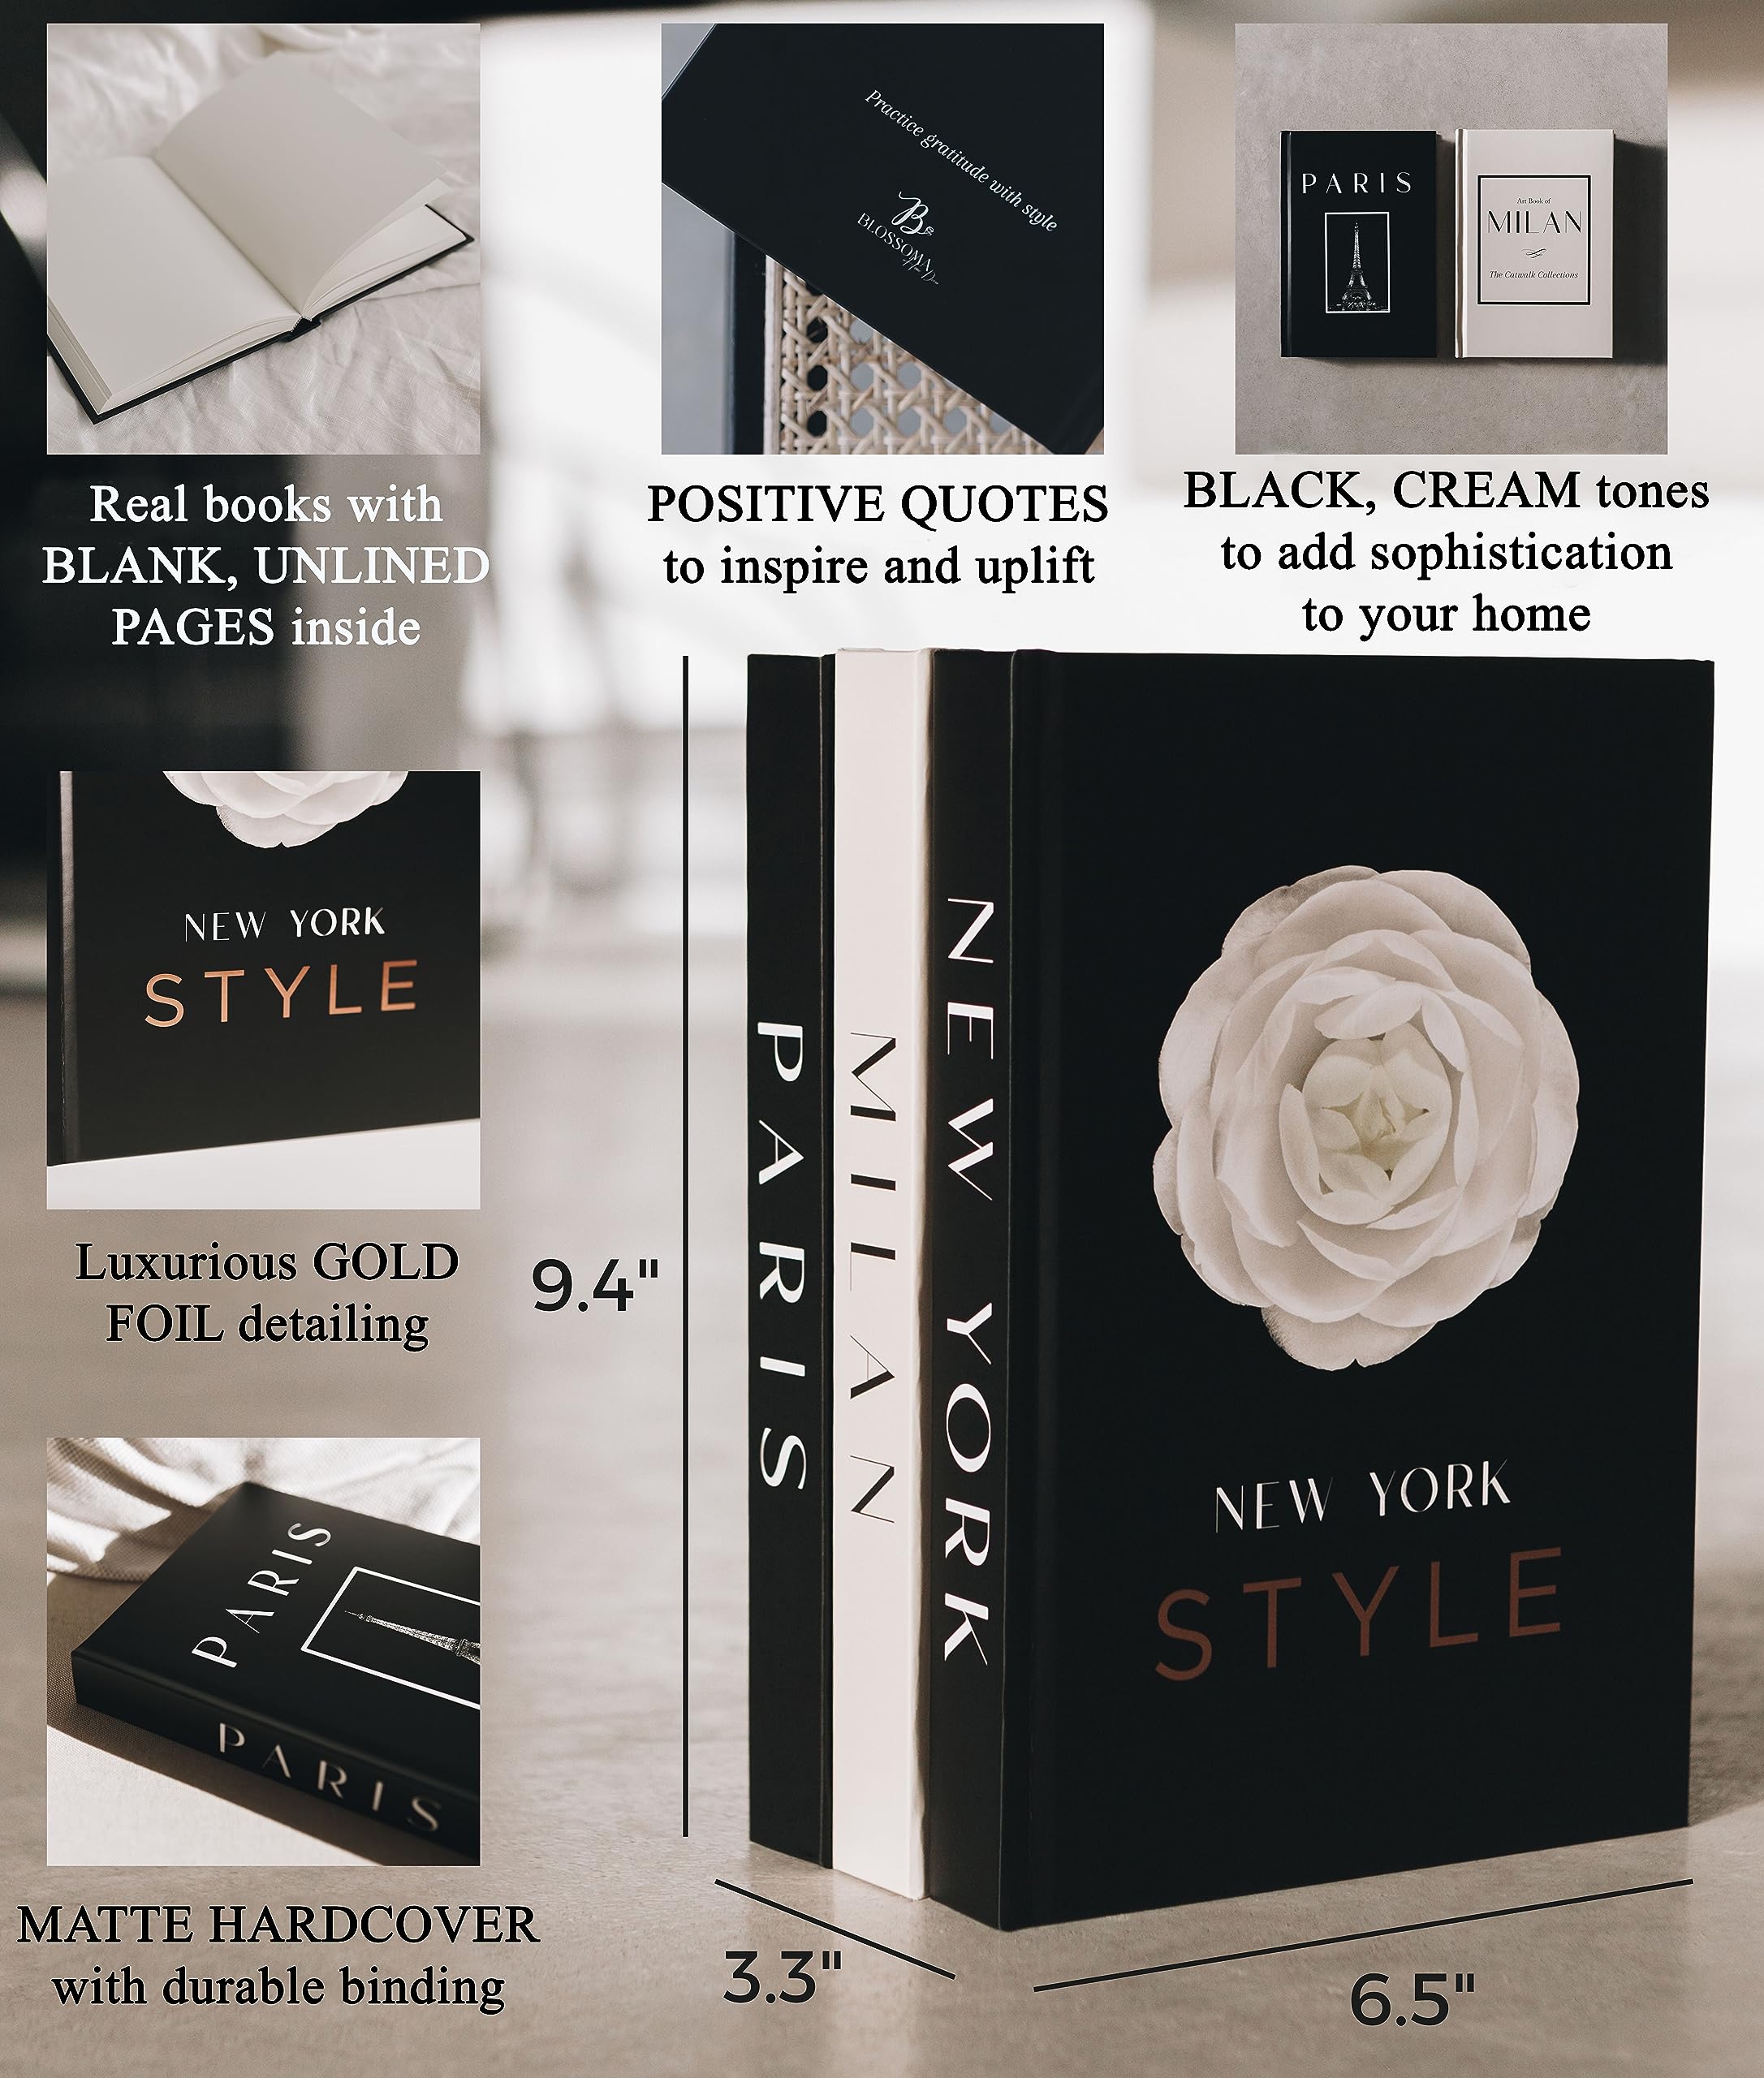 Practice gratitude with style
B
BLOSSOMA
PARIS
Art Book of
MILAN
The Catwalk Collections
Real books with
BLANK, UNLINED
PAGES inside
POSITIVE QUOTES
to inspire and uplift
BLACK, CREAM tones
to add sophistication
to your home
NEW YORK
STYLE
Luxurious GOLD
FOIL detailing
9.4"
PARIS
MILAN
NEW YORK
NEW YORK
STYLE
PARIS
PARIS
MATTE HARDCOVER
with durable binding
3.3"
6.5"